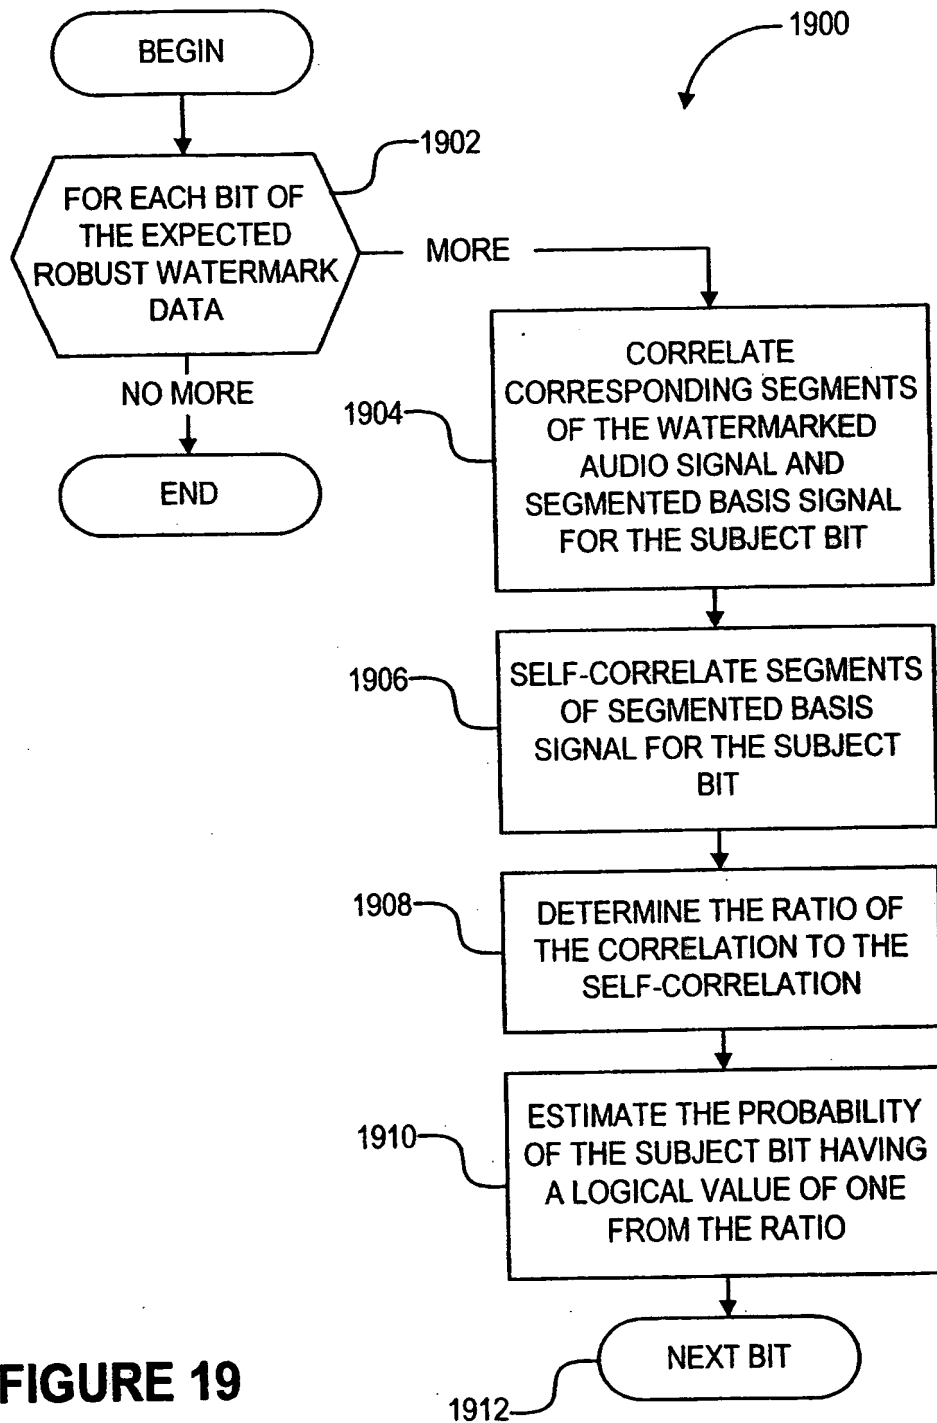 BEGIN
1900
1902
FOR EACH BIT OF
THE EXPECTED
ROBUST WATERMARK
DATA
MORE
NO MORE
END
1904
CORRELATE
CORRESPONDING SEGMENTS
OF THE WATERMARKED
AUDIO SIGNAL AND
SEGMENTED BASIS SIGNAL
FOR THE SUBJECT BIT
1906
SELF-CORRELATE SEGMENTS
OF SEGMENTED BASIS
SIGNAL FOR THE SUBJECT
BIT
1908
DETERMINE THE RATIO OF
THE CORRELATION TO THE
SELF-CORRELATION
1910
ESTIMATE THE PROBABILITY
OF THE SUBJECT BIT HAVING
A LOGICAL VALUE OF ONE
FROM THE RATIO
NEXT BIT
1912
FIGURE 19